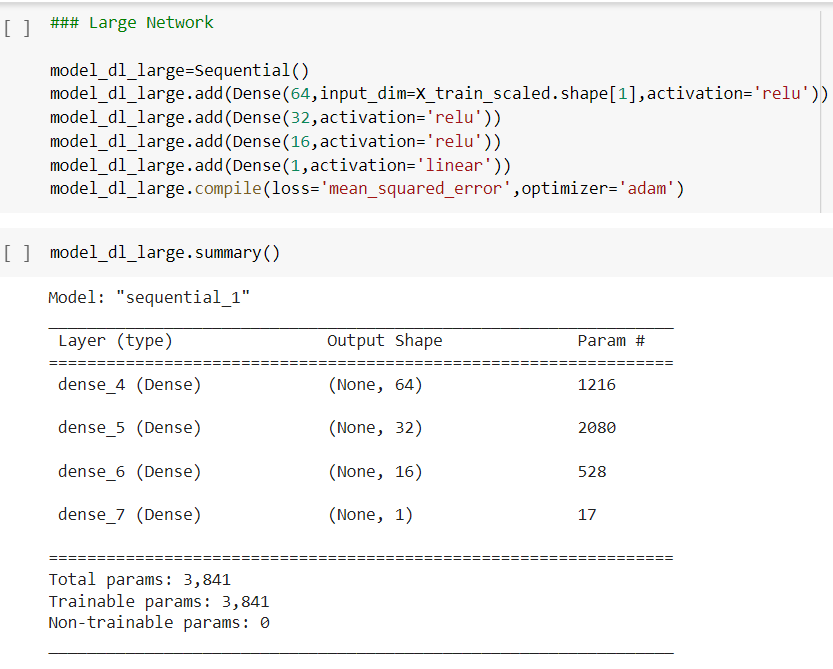 [ ] ### Large Network
model_dl_large=Sequential()
model_dl_large.add(Dense(64,input_dim=X_train_scaled.shape[1],activation='relu'))
model_dl_large.add(Dense(32,activation='relu'))
model_dl_large.add(Dense(16,activation='relu'))
model_dl_large.add(Dense(1,activation='linear'))
model_dl_large.compile(loss='mean_squared_error',optimizer='adam')
[ ] model_dl_large.summary()
Model: "sequential_1"
_________________________________________________________________
Layer (type) Output Shape Param #
=================================================================
dense_4 (Dense) (None, 64) 1216
dense_5 (Dense) (None, 32) 2080
dense_6 (Dense) (None, 16) 528
dense_7 (Dense) (None, 1) 17
=================================================================
Total params: 3,841
Trainable params: 3,841
Non-trainable params: 0
_________________________________________________________________